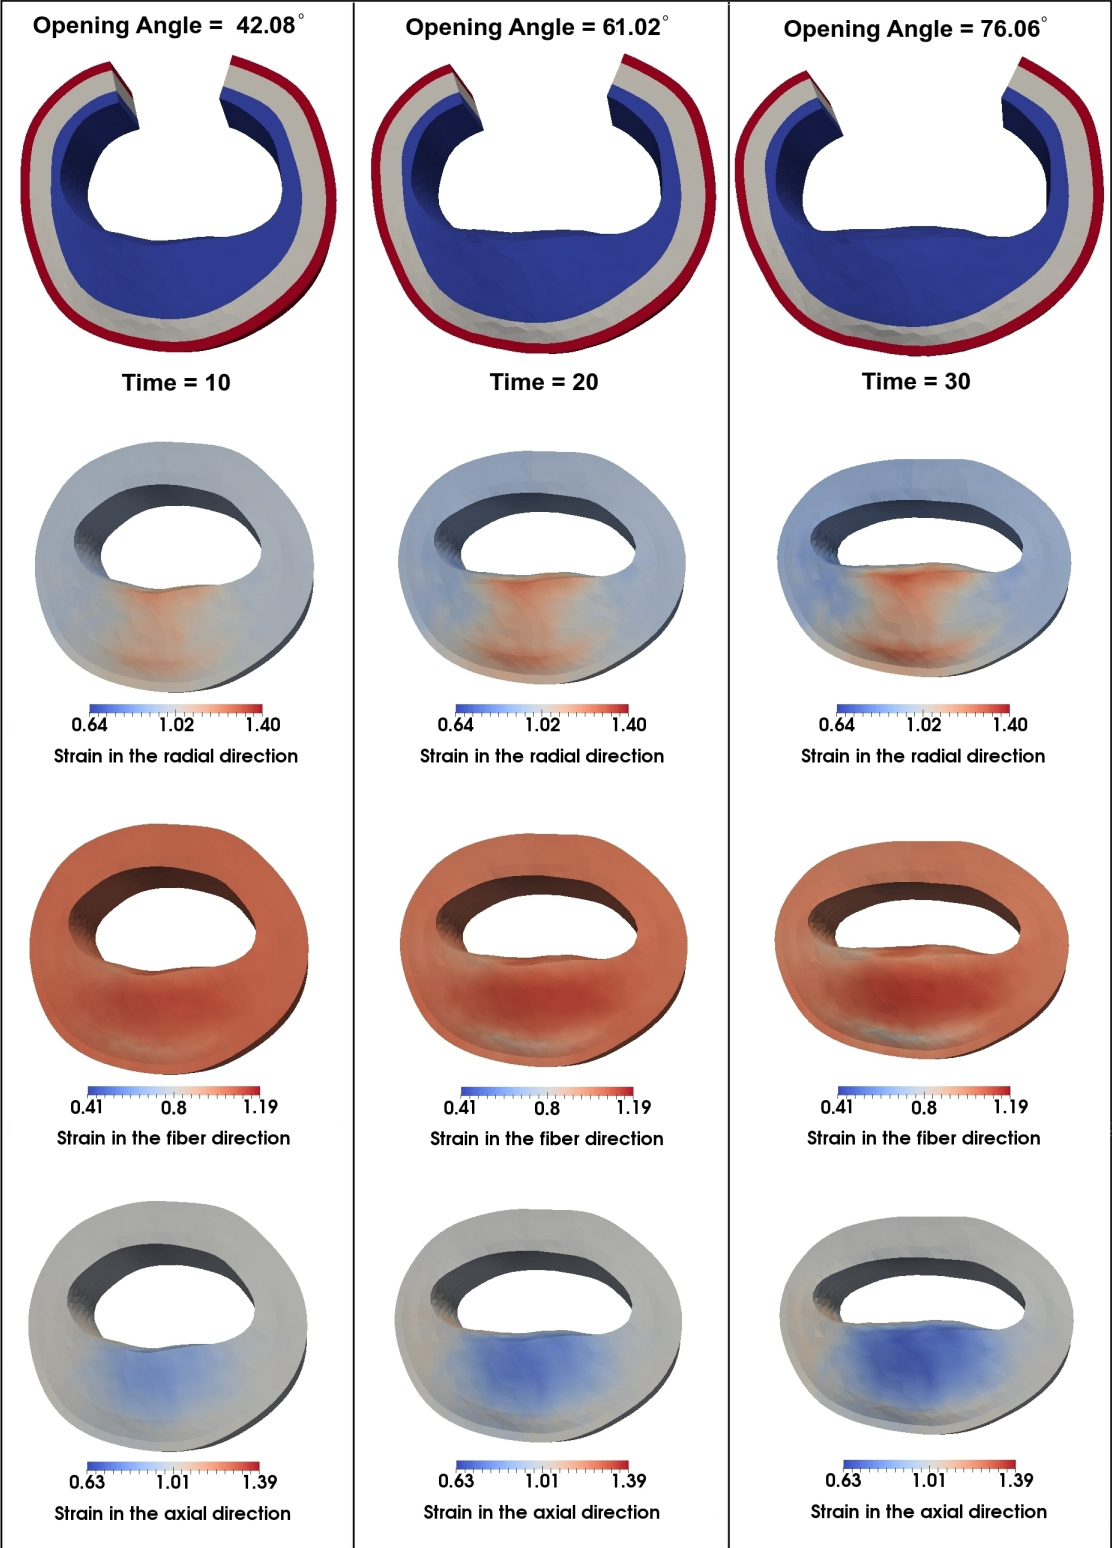 Opening Angle = 42.08°
Opening Angle = 61.02°
Opening Angle = 76.06°
Time = 10
Time = 20
Time = 30
0.64 1.02 1.40
Strain in the radial direction
0.64 1.02 1.40
Strain in the radial direction
0.64 1.02 1.40
Strain in the radial direction
0.41 0.8 1.19
Strain in the fiber direction
0.41 0.8 1.19
Strain in the fiber direction
0.41 0.8 1.19
Strain in the fiber direction
0.63 1.01 1.39
Strain in the axial direction
0.63 1.01 1.39
Strain in the axial direction
0.63 1.01 1.39
Strain in the axial direction